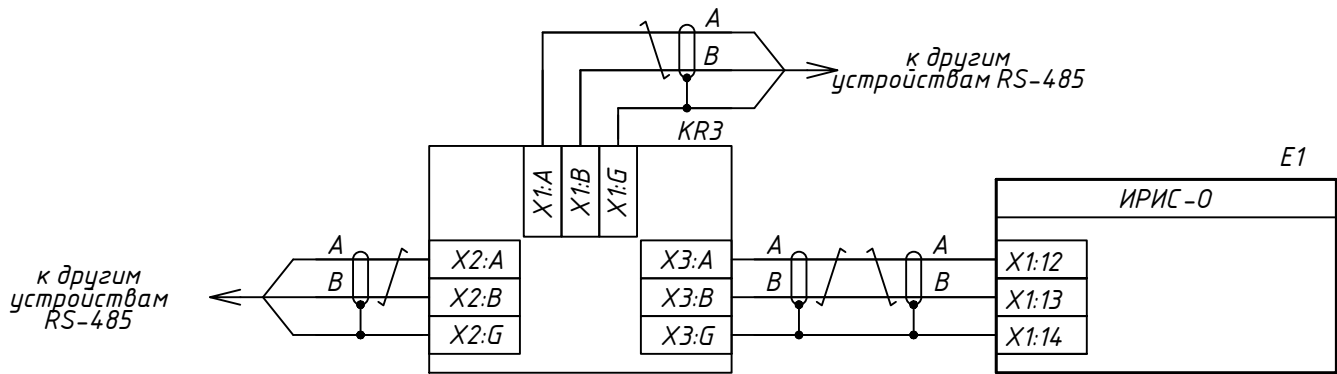 A
B
к другим
устройствам RS-485
KR3
E1
X1:A
X1:B
X1:G
ИРИС-О
A
X2:A
X3:A
A
A
X1:12
к другим
устройствам
RS-485
B
X2:B
X3:B
B
B
X1:13
X2:G
X3:G
X1:14